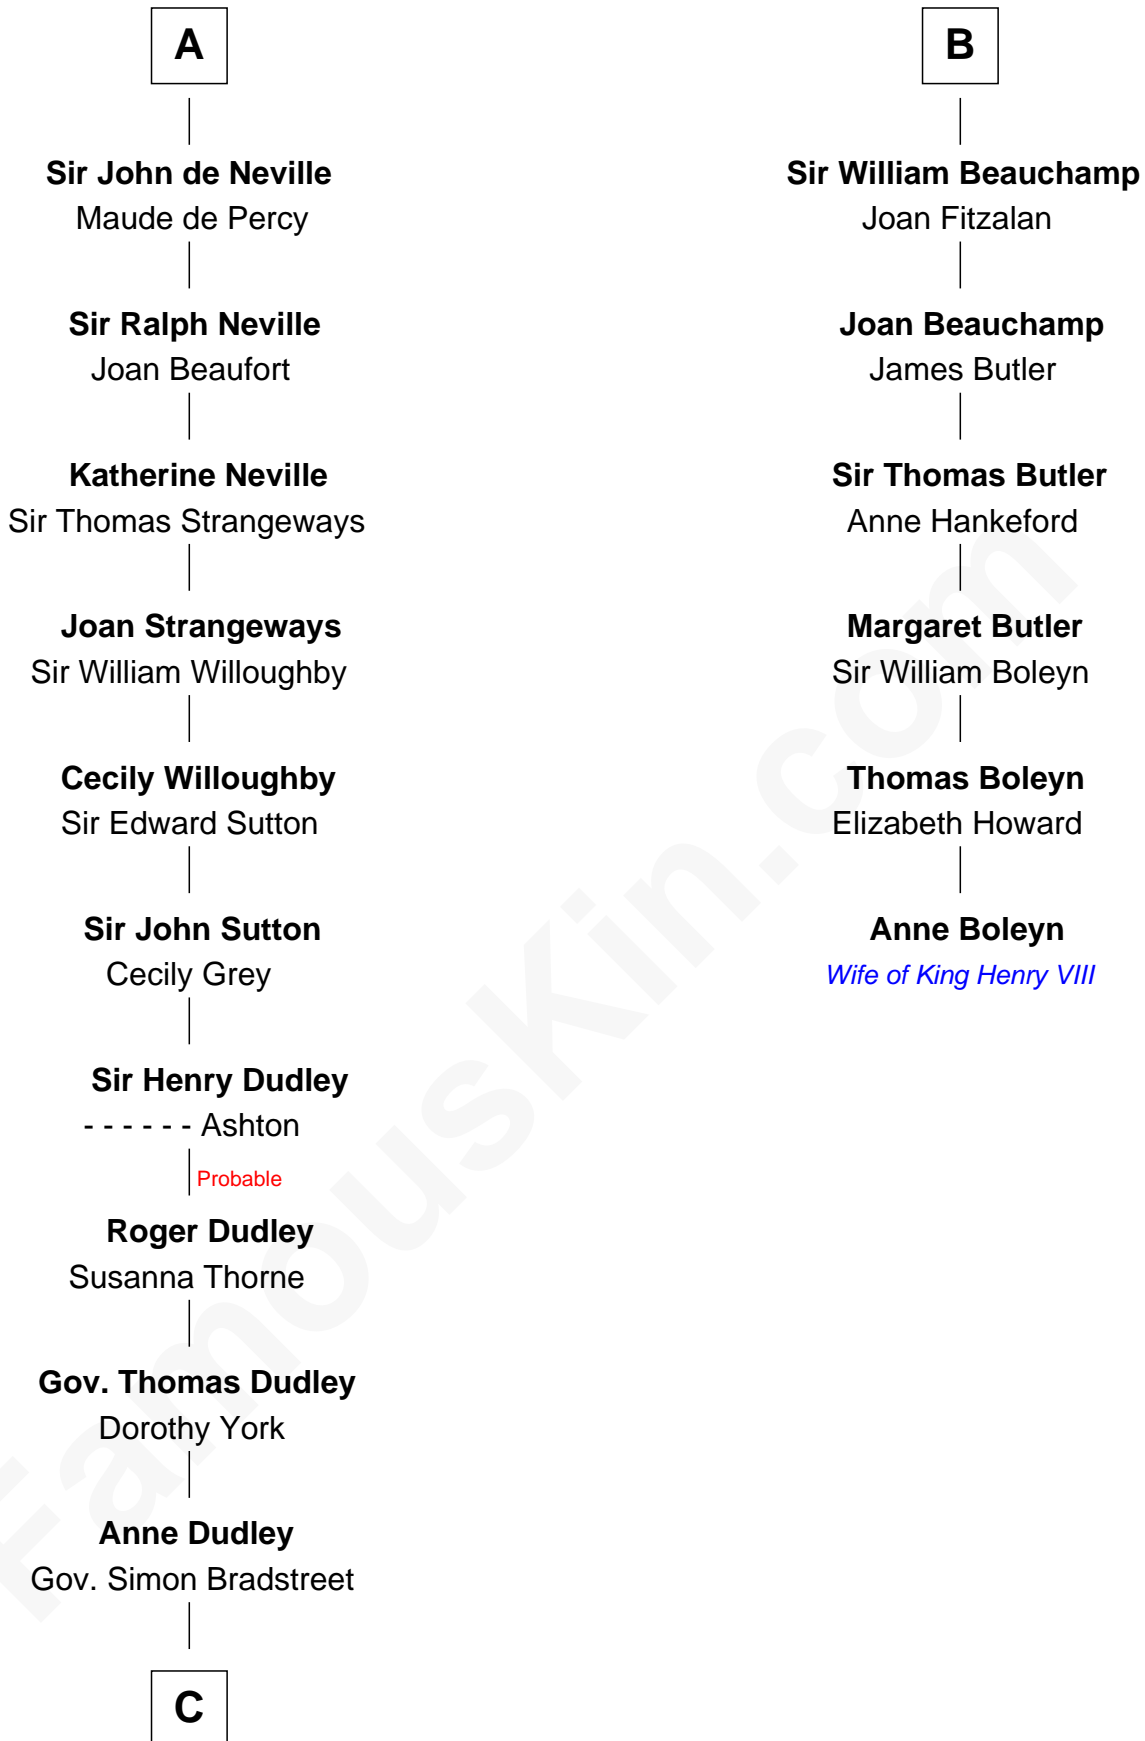 A
Sir John de Neville
Maude de Percy
Sir Ralph Neville
Joan Beaufort
Katherine Neville
Sir Thomas Strangeways
Joan Strangeways
Sir William Willoughby
Cecily Willoughby
Sir Edward Sutton
Sir John Sutton
Cecily Grey
Sir Henry Dudley
- - - - - - Ashton
Probable
Roger Dudley
Susanna Thorne
Gov. Thomas Dudley
Dorothy York
Anne Dudley
Gov. Simon Bradstreet
C
B
Sir William Beauchamp
Joan Fitzalan
Joan Beauchamp
James Butler
Sir Thomas Butler
Anne Hankeford
Margaret Butler
Sir William Boleyn
Thomas Boleyn
Elizabeth Howard
Anne Boleyn
Wife of King Henry VIII
FamousKin.com